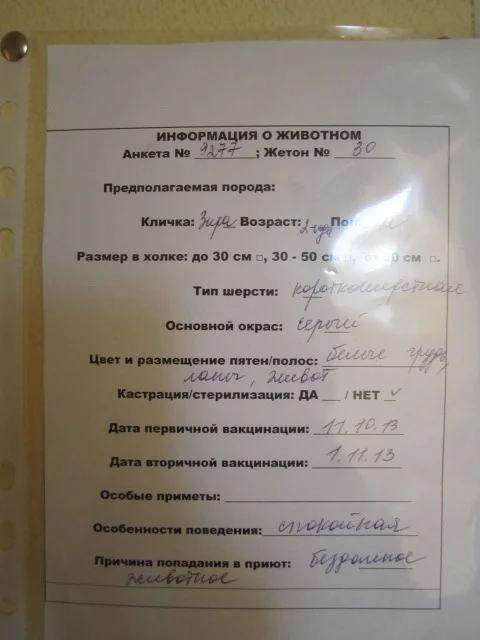 ИНФОРМАЦИЯ О ЖИВОТНОМ
Анкета № 9277 ; Жетон № 30
Предполагаемая порода:
Кличка: Зира Возраст: 2 года
Размер в холке: до 30 см □, 30 - 50 см □, от 50 см □.
Тип шерсти: короткошерстная
Основной окрас: серый
Цвет и размещение пятен/полос: белые грудь,
лапы, живот
Кастрация/стерилизация: ДА __ / НЕТ ✓
Дата первичной вакцинации: 11.10.13
Дата вторичной вакцинации: 1.11.13
Особые приметы:
Особенности поведения: спокойная
Причина попадания в приют: бездомное
животное